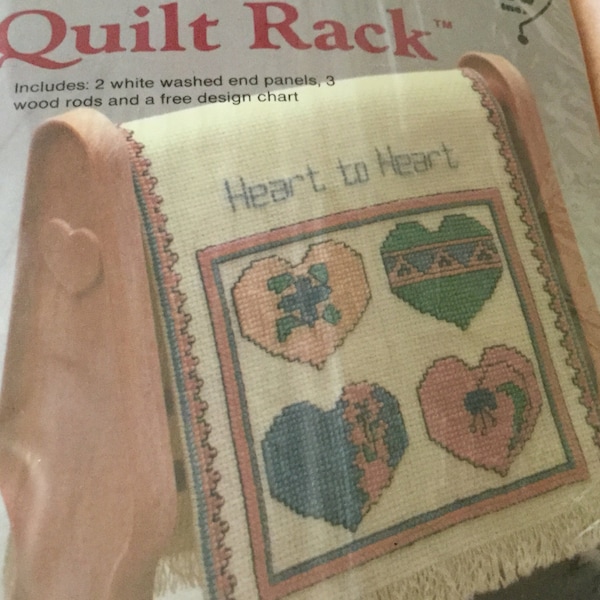 Quilt Rack™
Includes: 2 white washed end panels, 3
wood rods and a free design chart
Heart to Heart